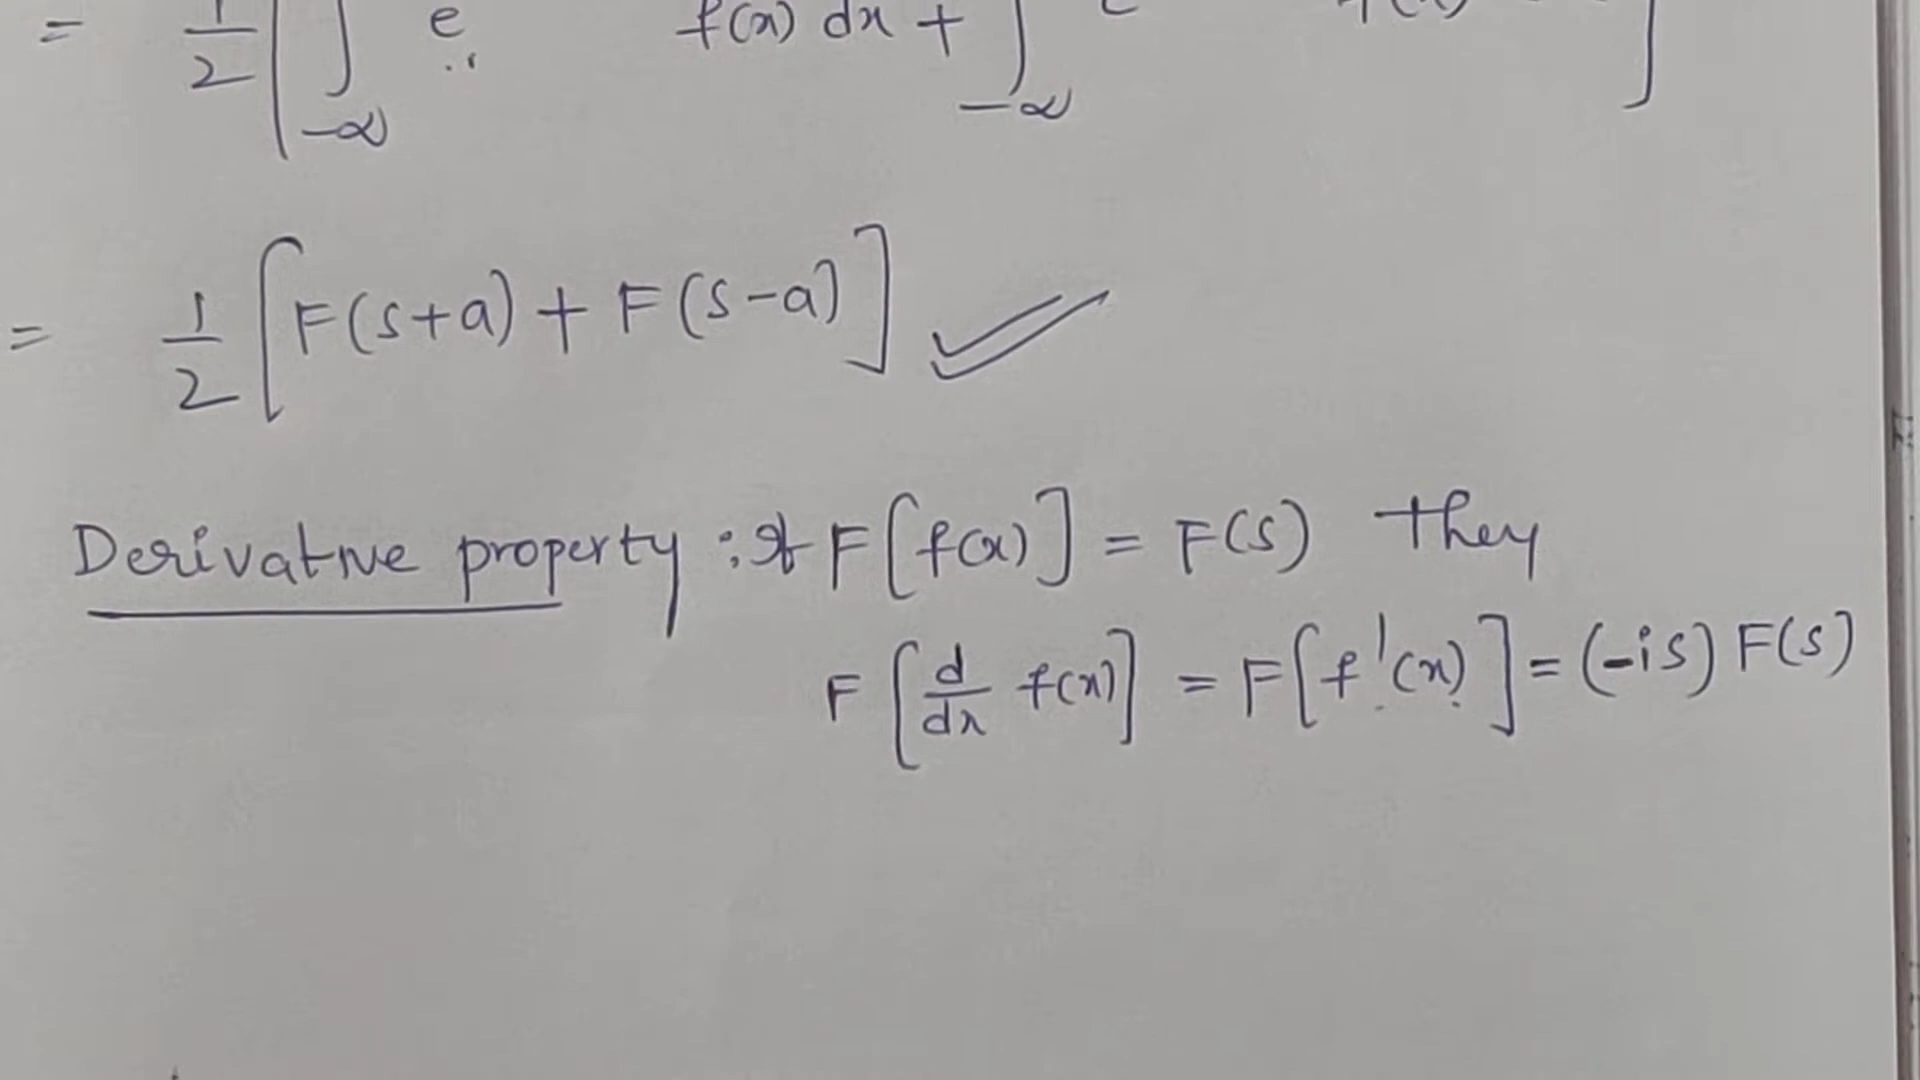 = 1/2 [ ∫_{-∞} e f(x) dx + ∫_{-∞}
= 1/2 [F(s+a) + F(s-a)]
Derivative property : If F[f(x)] = F(s) then
F[d/dx f(x)] = F[f'(x)] = (-is) F(s)